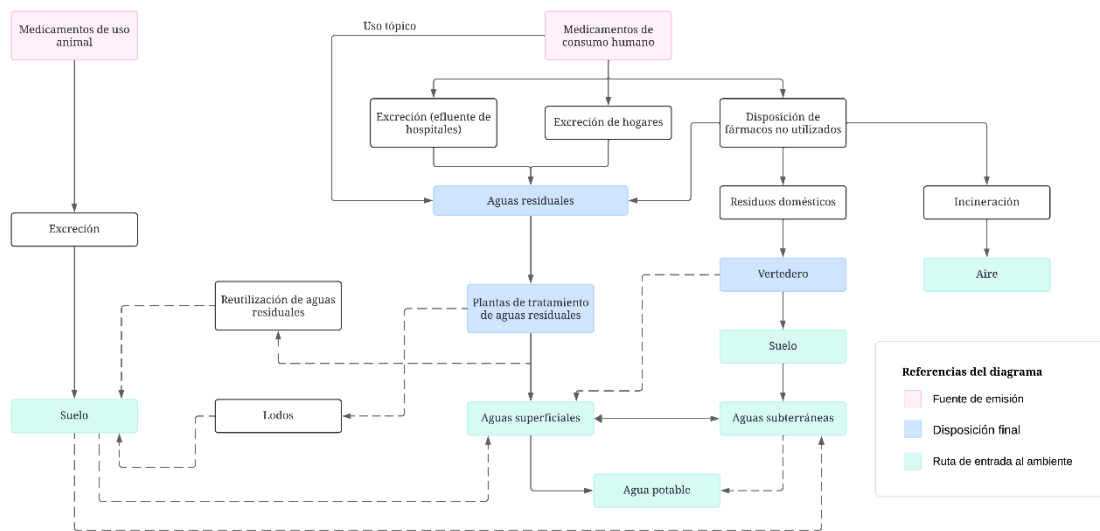 Medicamentos de uso
animal
Uso tópico
Medicamentos de
consumo humano
Excreción (efluente de
hospitales)
Excreción de hogares
Disposición de
fármacos no utilizados
Aguas residuales
Residuos domésticos
Incineración
Excreción
Vertedero
Aire
Reutilización de aguas
residuales
Plantas de tratamiento
de aguas residuales
Suelo
Suelo
Lodos
Aguas superficiales
Aguas subterráneas
Agua potable
Referencias del diagrama
Fuente de emisión
Disposición final
Ruta de entrada al ambiente